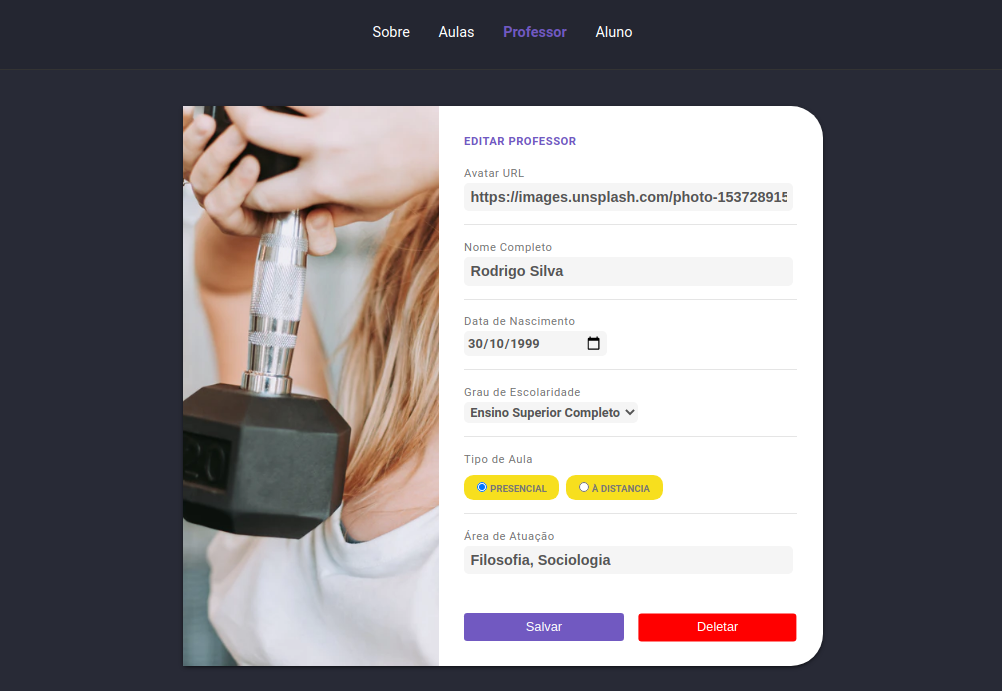 Sobre Aulas Professor Aluno
EDITAR PROFESSOR
Avatar URL
https://images.unsplash.com/photo-153728915
Nome Completo
Rodrigo Silva
Data de Nascimento
30/10/1999
Grau de Escolaridade
Ensino Superior Completo
Tipo de Aula
PRESENCIAL À DISTANCIA
Área de Atuação
Filosofia, Sociologia
Salvar Deletar
20